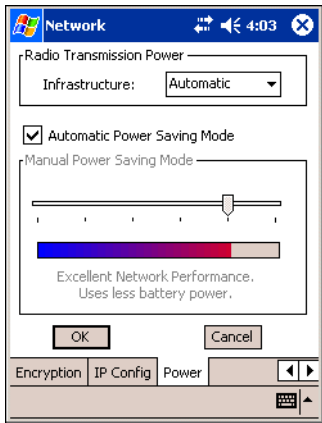 Network 4:03
Radio Transmission Power
Infrastructure: Automatic
Automatic Power Saving Mode
Manual Power Saving Mode
Excellent Network Performance.
Uses less battery power.
OK Cancel
Encryption IP Config Power